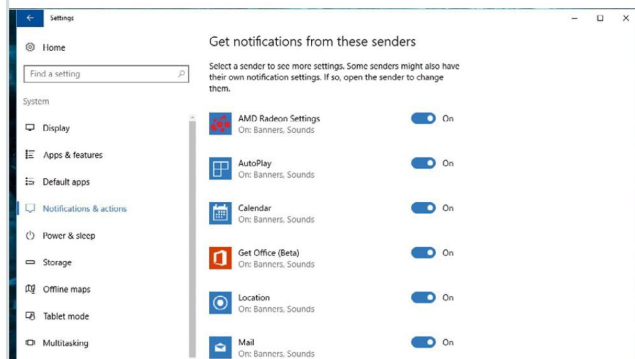 Settings
Home
Find a setting
System
Display
Apps & features
Default apps
Notifications & actions
Power & sleep
Storage
Offline maps
Tablet mode
Multitasking
Get notifications from these senders
Select a sender to see more settings. Some senders might also have
their own notification settings. If so, open the sender to change
them.
AMD Radeon Settings
On: Banners, Sounds
On
AutoPlay
On: Banners, Sounds
On
Calendar
On: Banners, Sounds
On
Get Office (Beta)
On: Banners, Sounds
On
Location
On: Banners, Sounds
On
Mail
On: Banners, Sounds
On